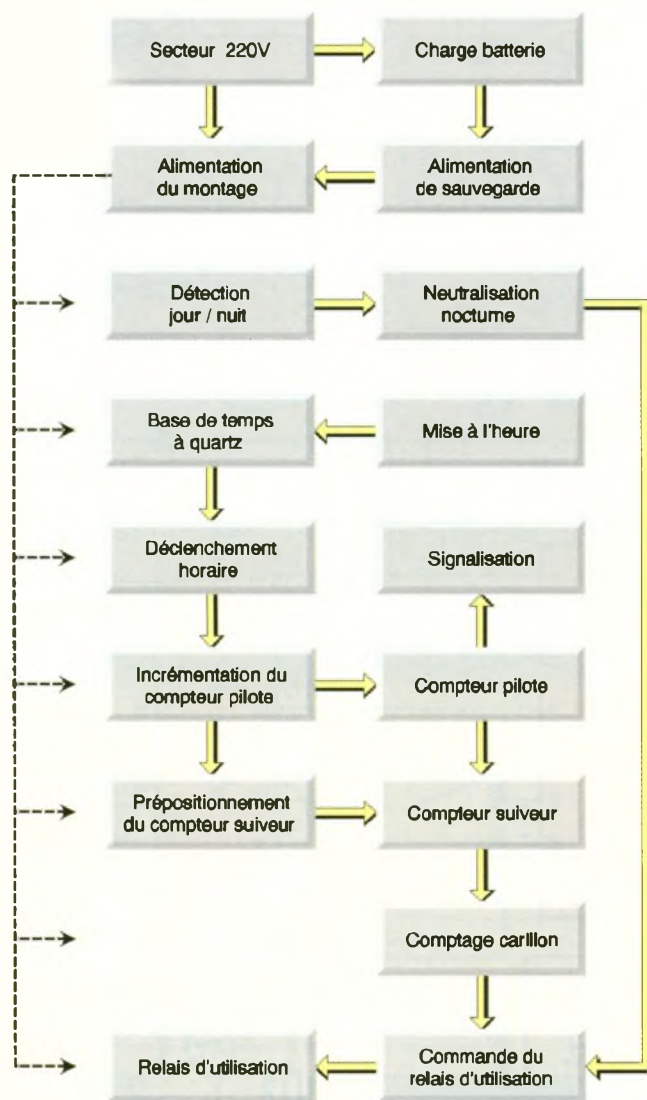 Secteur 220V
Charge batterie
Alimentation
du montage
Alimentation
de sauvegarde
Détection
jour / nuit
Neutralisation
nocturne
Base de temps
à quartz
Mise à l'heure
Déclenchement
horaire
Signalisation
Incrémentation du
compteur pilote
Compteur pilote
Prépositionnement
du compteur suiveur
Compteur suiveur
Comptage carillon
Relais d'utilisation
Commande du
relais d'utilisation